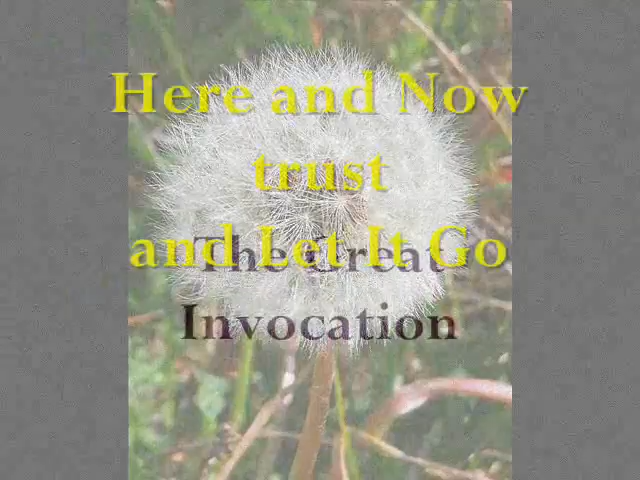 Here and Now
trust
and Let It Go
The Great
Invocation